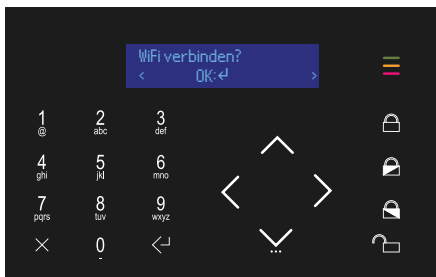 WiFi verbinden?
< OK:↵ >
1 2 3
@ abc def
4 5 6
ghi jkl mno
7 8 9
pqrs tuv wxyz
0
-
...